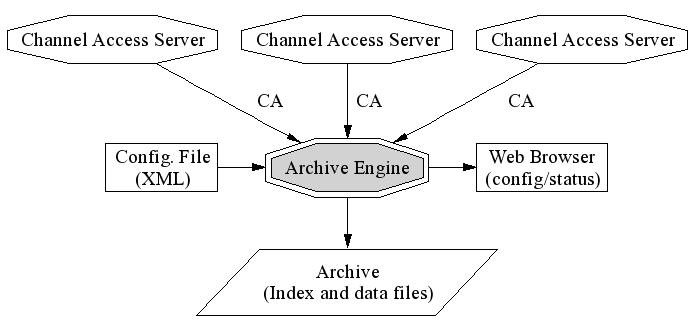 Channel Access Server
Channel Access Server
Channel Access Server
CA
CA
CA
Config. File
(XML)
Archive Engine
Web Browser
(config/status)
Archive
(Index and data files)